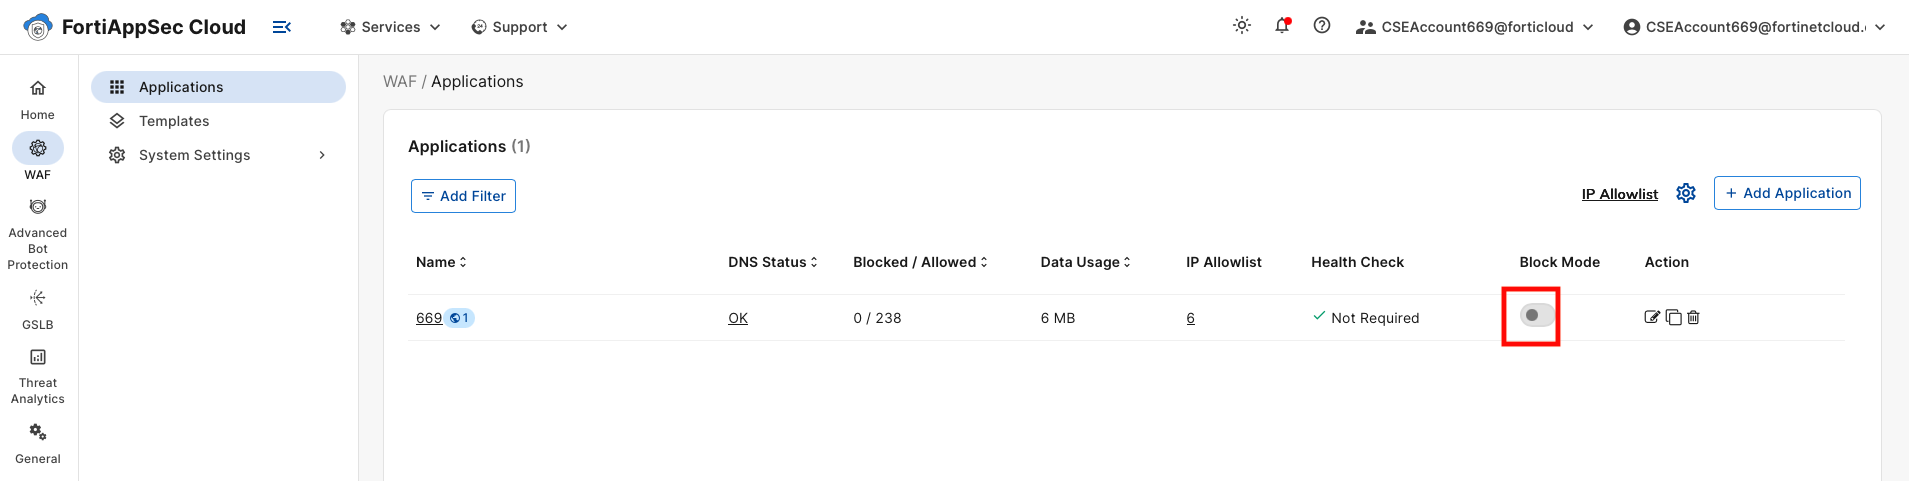 FortiAppSec Cloud
Services
24 Support
CSEAccount669@forticloud
CSEAccount669@fortinetcloud.
Home
WAF
Advanced
Bot
Protection
GSLB
Threat
Analytics
General
Applications
Templates
System Settings
WAF / Applications
Applications (1)
Add Filter
IP Allowlist
+ Add Application
Name DNS Status Blocked / Allowed Data Usage IP Allowlist Health Check Block Mode Action
669 1 OK 0 / 238 6 MB 6 Not Required